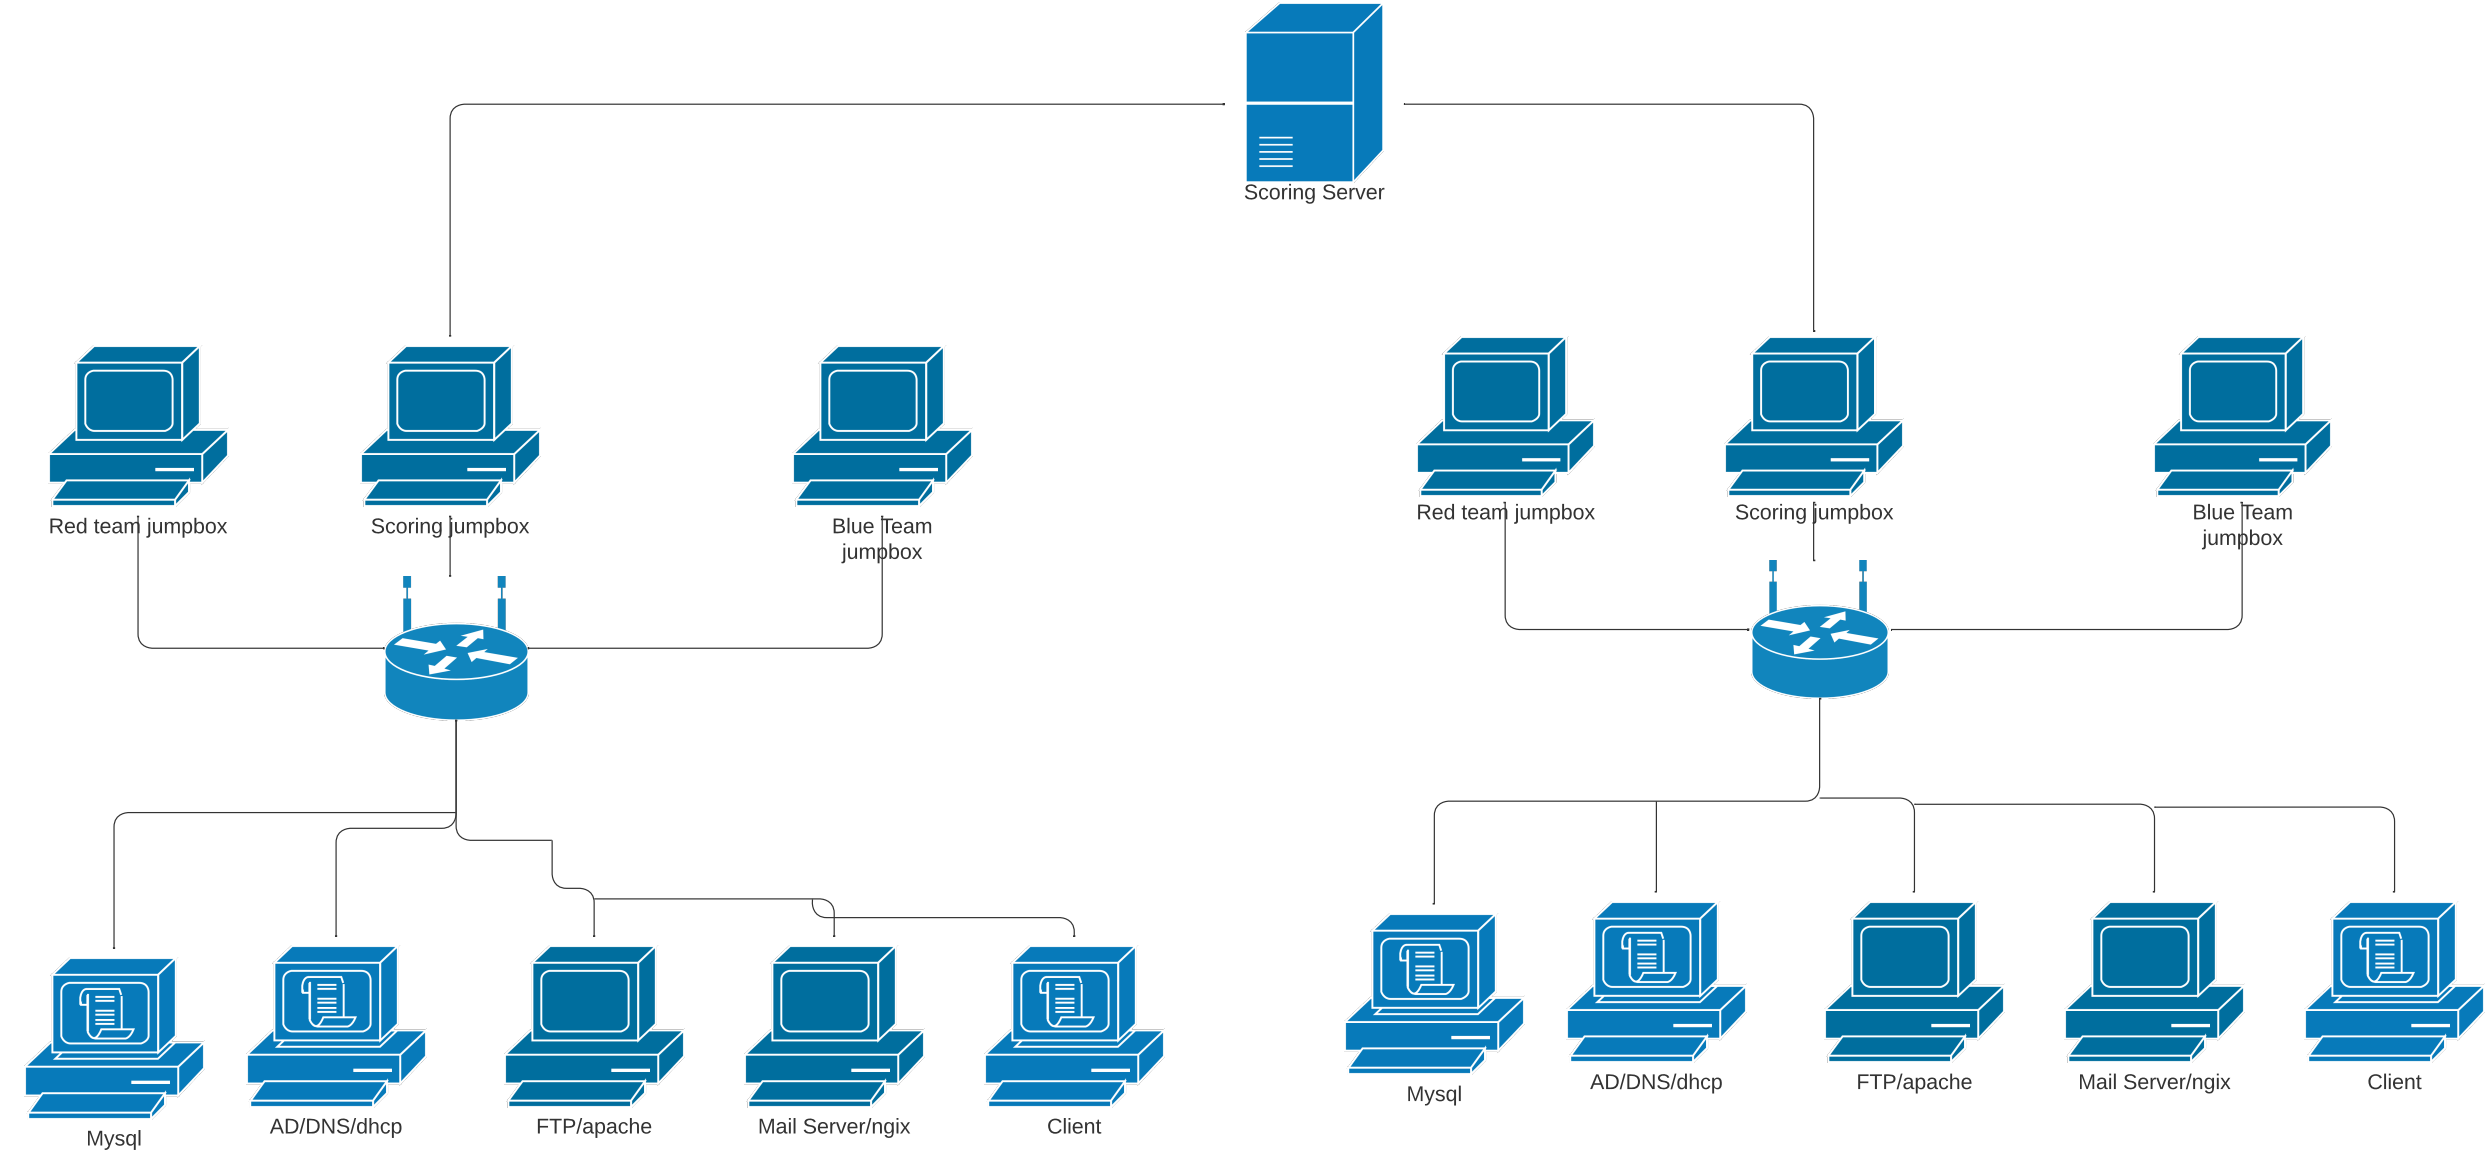 Scoring Server
Red team jumpbox
Scoring jumpbox
Blue Team
jumpbox
Red team jumpbox
Scoring jumpbox
Blue Team
jumpbox
Mysql
AD/DNS/dhcp
FTP/apache
Mail Server/ngix
Client
Mysql
AD/DNS/dhcp
FTP/apache
Mail Server/ngix
Client